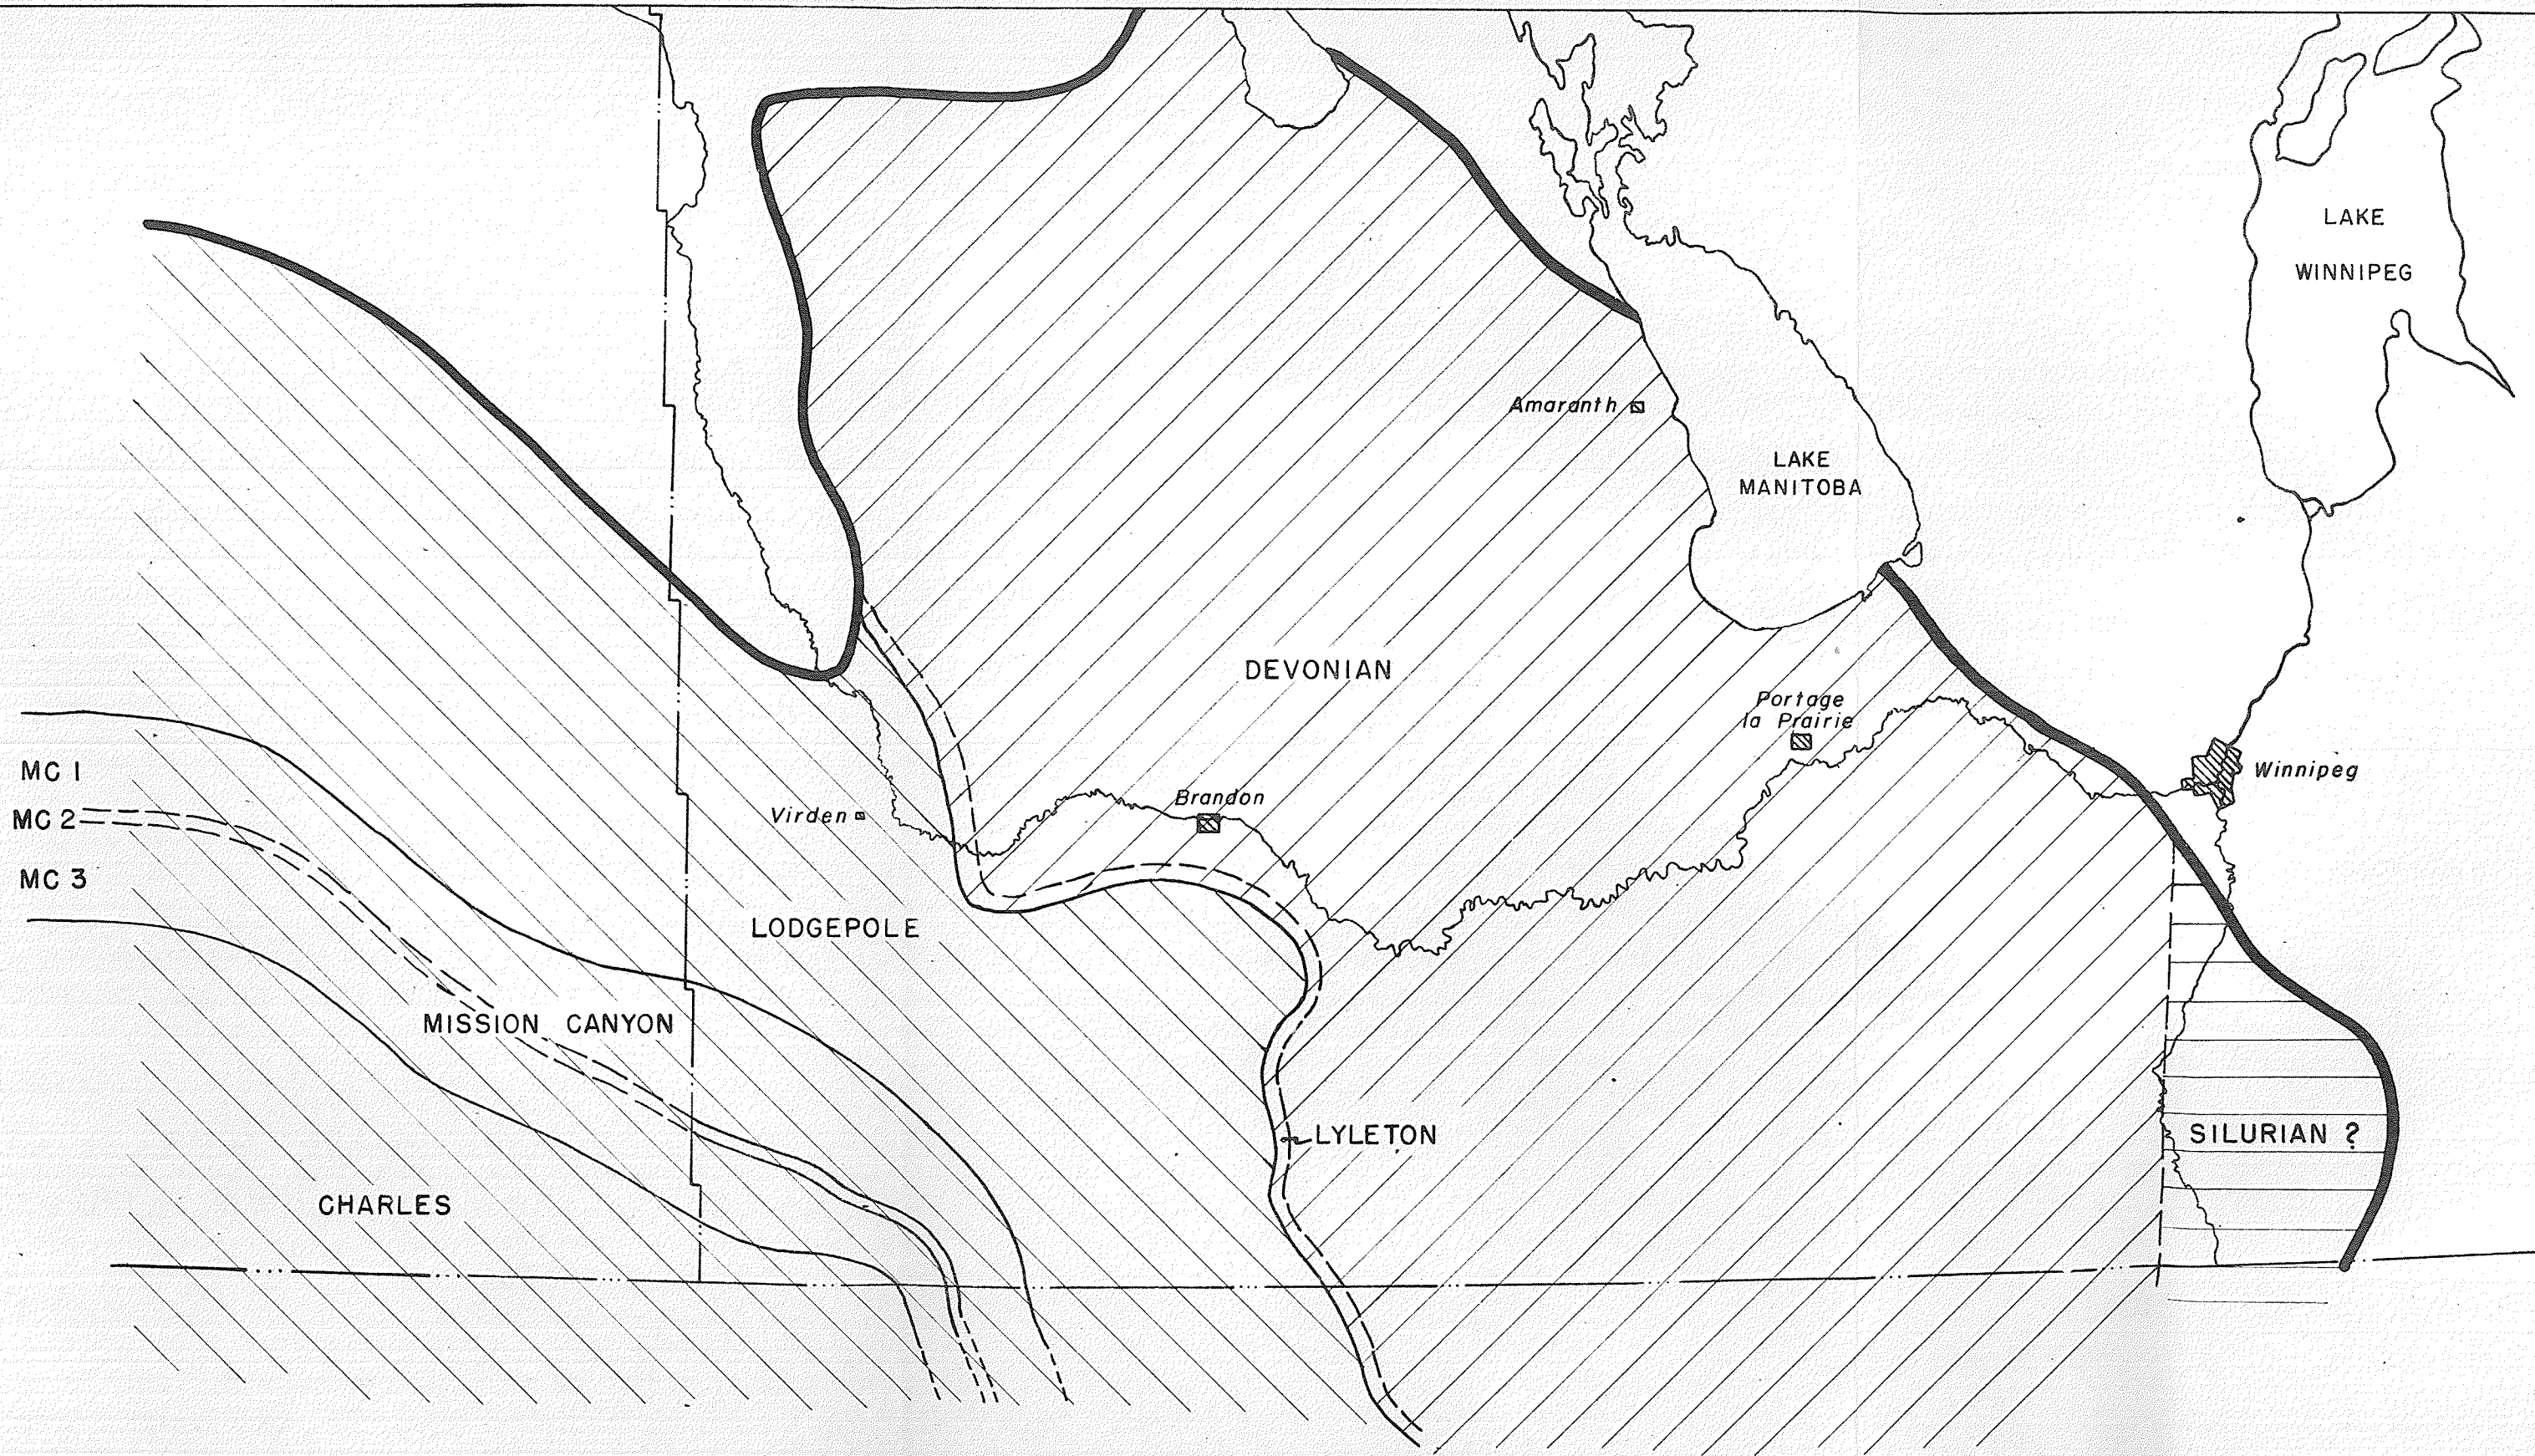 LAKE
WINNIPEG
Amaranth
LAKE
MANITOBA
DEVONIAN
Portage
la Prairie
MC 1
Winnipeg
MC 2
Virden
Brandon
MC 3
LODGEPOLE
MISSION CANYON
LYLETON
SILURIAN ?
CHARLES